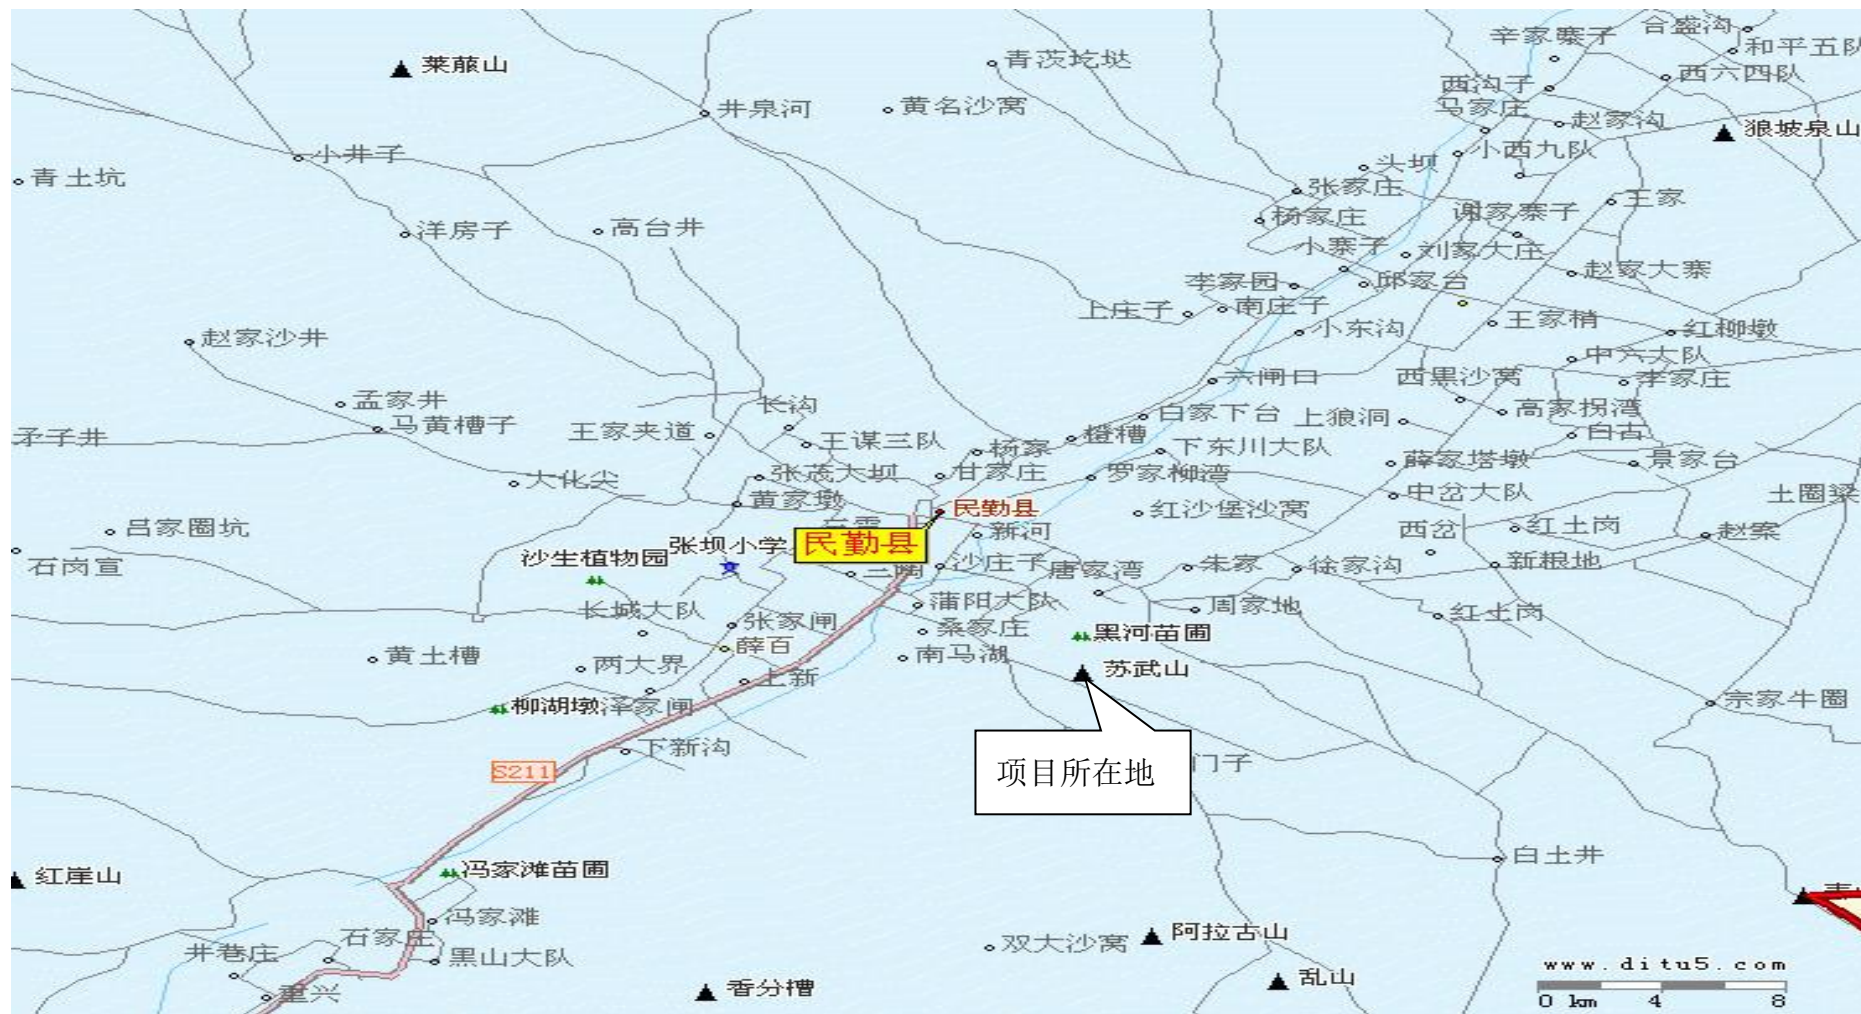 合盛沟
辛家寨子
和平五队
莱菔山
青茨圪垯
西六四队
西沟子
井泉河
黄名沙窝
马家庄
赵家沟
狼坡泉山
小井子
小西九队
头坝
青土坑
张家庄
王家
杨家庄
谢家寨子
洋房子
高台井
小寨子
刘家大庄
赵家大寨
李家园
邱家台
上庄子
南庄子
王家梢
小东沟
红柳墩
赵家沙井
中六大队
六闸口
西黑沙窝
李家庄
孟家井
长沟
白家下台
上狼洞
高家拐湾
马黄槽子
王家夹道
王谋三队
杨家
橙槽
下东川大队
白古
矛子井
薛家塔墩
景家台
大化尖
张茂大坝
甘家庄
罗家柳湾
黄家墩
民勤县
红沙堡沙窝
中岔大队
土圈梁
吕家圈坑
新河
西岔
红土岗
赵案
民勤县
张坝小学
沙生植物园
石岗宣
三陶
沙庄子
唐家湾
朱家
徐家沟
新粮地
长城大队
张家闸
蒲阳大队
周家地
红土岗
桑家庄
黑河苗圃
薛百
黄土槽
两大界
南马湖
苏武山
上新
柳湖墩
泽家闸
宗家牛圈
下新沟
S211
项目所在地
门子
白土井
红崖山
冯家滩苗圃
冯家滩
石家庄
井巷庄
黑山大队
双大沙窝
阿拉古山
乱山
香分槽
重兴
www.ditu5.com
0 km 4 8